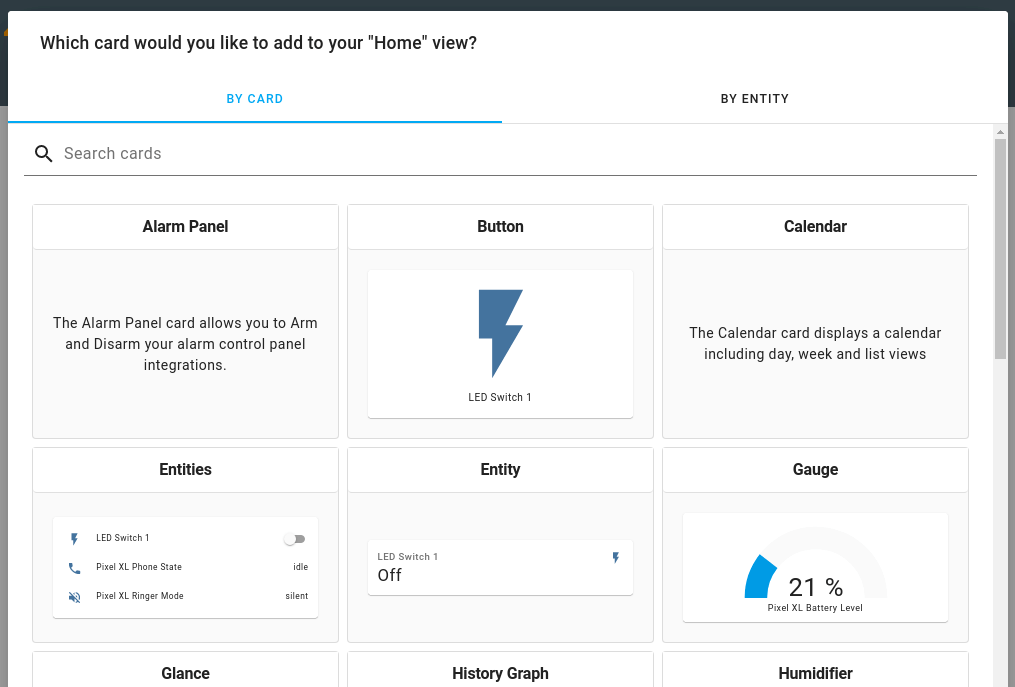 Which card would you like to add to your "Home" view?
BY CARD
BY ENTITY
Search cards
Alarm Panel
The Alarm Panel card allows you to Arm
and Disarm your alarm control panel
integrations.
Button
LED Switch 1
Calendar
The Calendar card displays a calendar
including day, week and list views
Entities
LED Switch 1
Pixel XL Phone State idle
Pixel XL Ringer Mode silent
Entity
LED Switch 1
Off
Gauge
21 %
Pixel XL Battery Level
Glance
History Graph
Humidifier